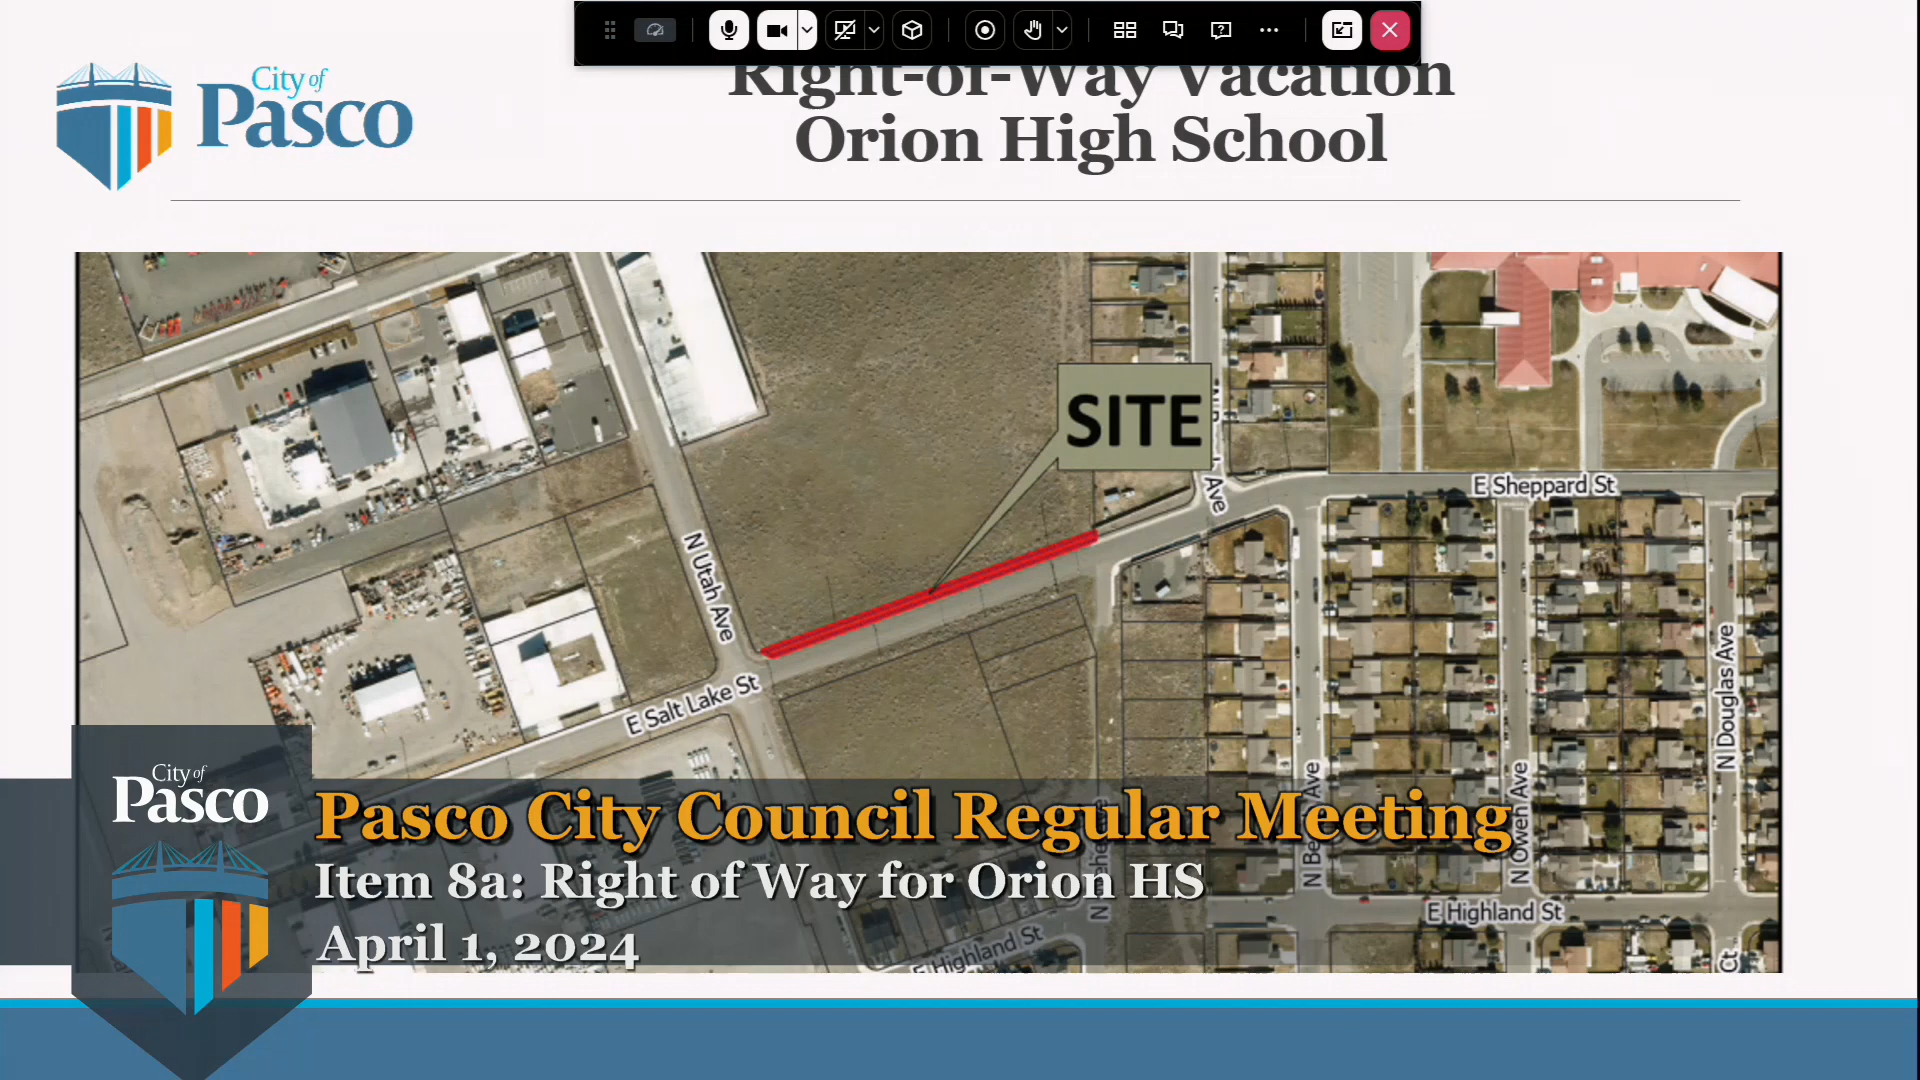 City of
Pasco
Right-of-Way Vacation
Orion High School
SITE
Ave
E Sheppard St
N Utah Ave
E Salt Lake St
N Douglas Ave
N Owen Ave
Ave
E Highland St
E Highland St
Ct
City of
Pasco
Pasco City Council Regular Meeting
Item 8a: Right of Way for Orion HS
April 1, 2024